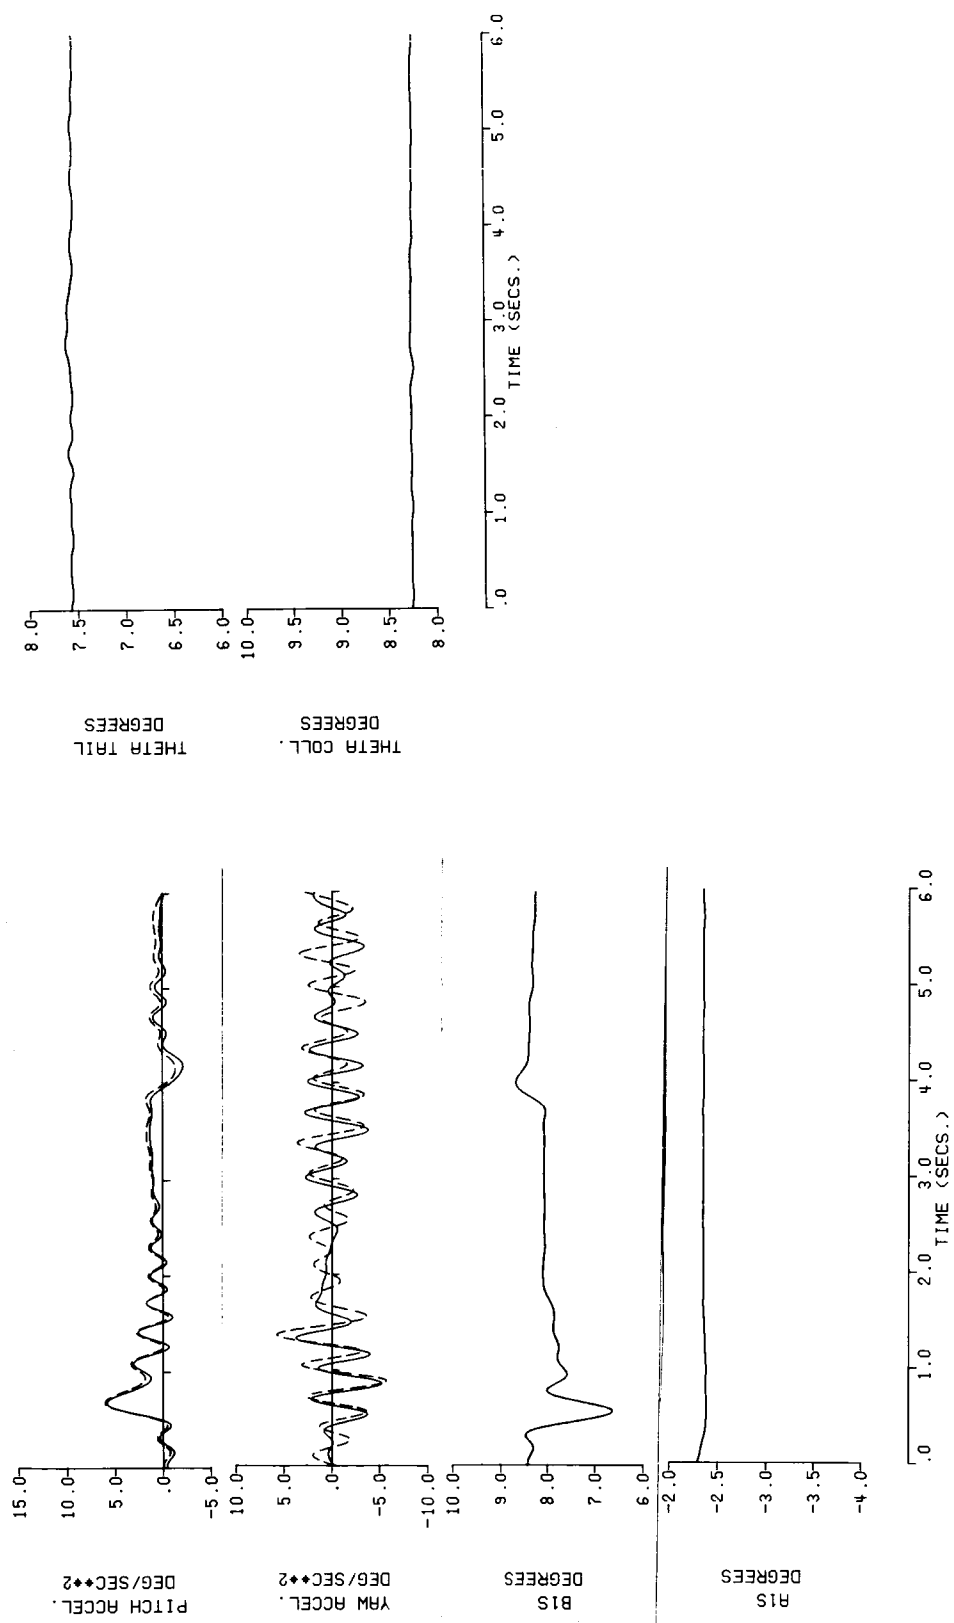 PITCH ACCEL.
DEG/SEC**2
15.0
10.0
5.0
.0
-5.0
YAW ACCEL.
DEG/SEC**2
5.0
.0
-5.0
-10.0
B1S
DEGREES
10.0
9.0
8.0
7.0
6.0
A1S
DEGREES
-2.0
-2.5
-3.0
-3.5
-4.0
.0 1.0 2.0 3.0 4.0 5.0 6.0
TIME (SECS.)
THETA TAIL
DEGREES
8.0
7.5
7.0
6.5
6.0
THETA COLL.
DEGREES
10.0
9.5
9.0
8.5
8.0
.0 1.0 2.0 3.0 4.0 5.0 6.0
TIME (SECS.)